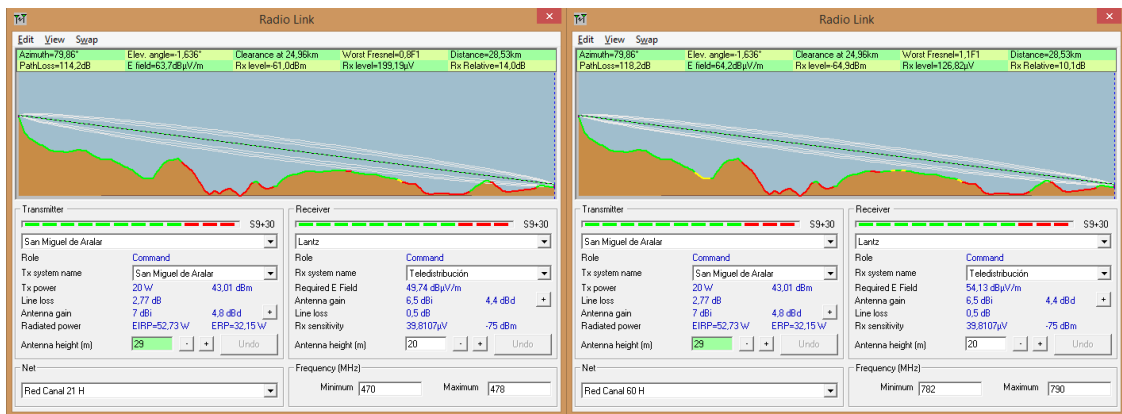 Radio Link
Edit View Swap
Azimuth=79,86° Elev. angle=-1,636° Clearance at 24,96km Worst Fresnel=0,8F1 Distance=28,53km
PathLoss=114,2dB E field=63,7dBµV/m Rx level=-61,0dBm Rx level=199,19µV Rx Relative=14,0dB
Transmitter
S9+30
San Miguel de Aralar
Role Command
Tx system name San Miguel de Aralar
Tx power 20 W 43,01 dBm
Line loss 2,77 dB
Antenna gain 7 dBi 4,8 dBd +
Radiated power EIRP=52,73 W ERP=32,15 W
Antenna height (m) 29 - + Undo
Receiver
S9+30
Lantz
Role Command
Rx system name Teledistribución
Required E Field 49,74 dBµV/m
Antenna gain 6,5 dBi 4,4 dBd +
Line loss 0,5 dB
Rx sensitivity 39,8107µV -75 dBm
Antenna height (m) 20 - + Undo
Net
Red Canal 21 H
Frequency (MHz)
Minimum 470 Maximum 478
Radio Link
Edit View Swap
Azimuth=79,86° Elev. angle=-1,636° Clearance at 24,96km Worst Fresnel=1,1F1 Distance=28,53km
PathLoss=118,2dB E field=64,2dBµV/m Rx level=-64,9dBm Rx level=126,82µV Rx Relative=10,1dB
Transmitter
S9+30
San Miguel de Aralar
Role Command
Tx system name San Miguel de Aralar
Tx power 20 W 43,01 dBm
Line loss 2,77 dB
Antenna gain 7 dBi 4,8 dBd +
Radiated power EIRP=52,73 W ERP=32,15 W
Antenna height (m) 29 - + Undo
Receiver
S9+30
Lantz
Role Command
Rx system name Teledistribución
Required E Field 54,13 dBµV/m
Antenna gain 6,5 dBi 4,4 dBd +
Line loss 0,5 dB
Rx sensitivity 39,8107µV -75 dBm
Antenna height (m) 20 - + Undo
Net
Red Canal 60 H
Frequency (MHz)
Minimum 782 Maximum 790